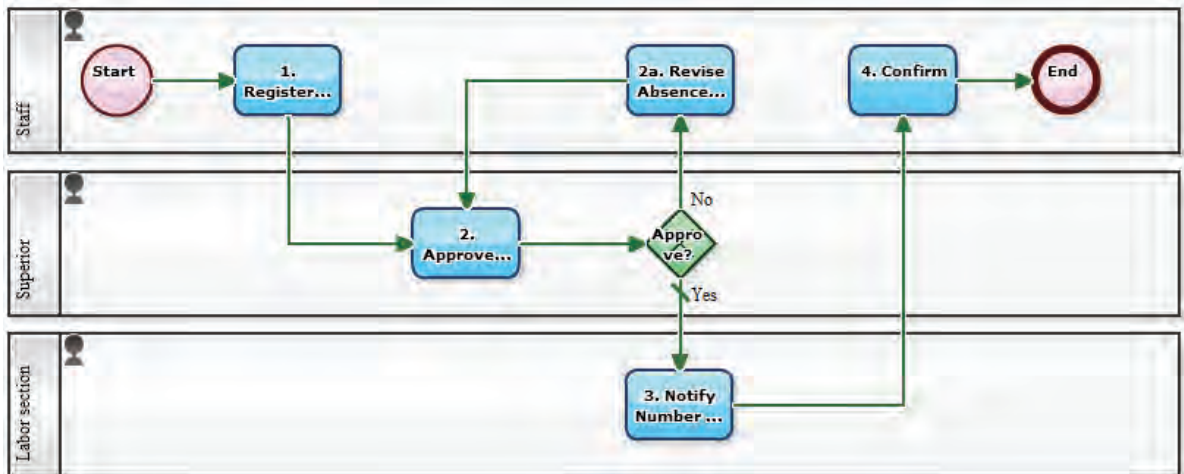 Staff
Start
1.
Register...
2a. Revise
Absence...
4. Confirm
End
Superior
2.
Approve...
Appro
ve?
No
Yes
Labor section
3. Notify
Number ...